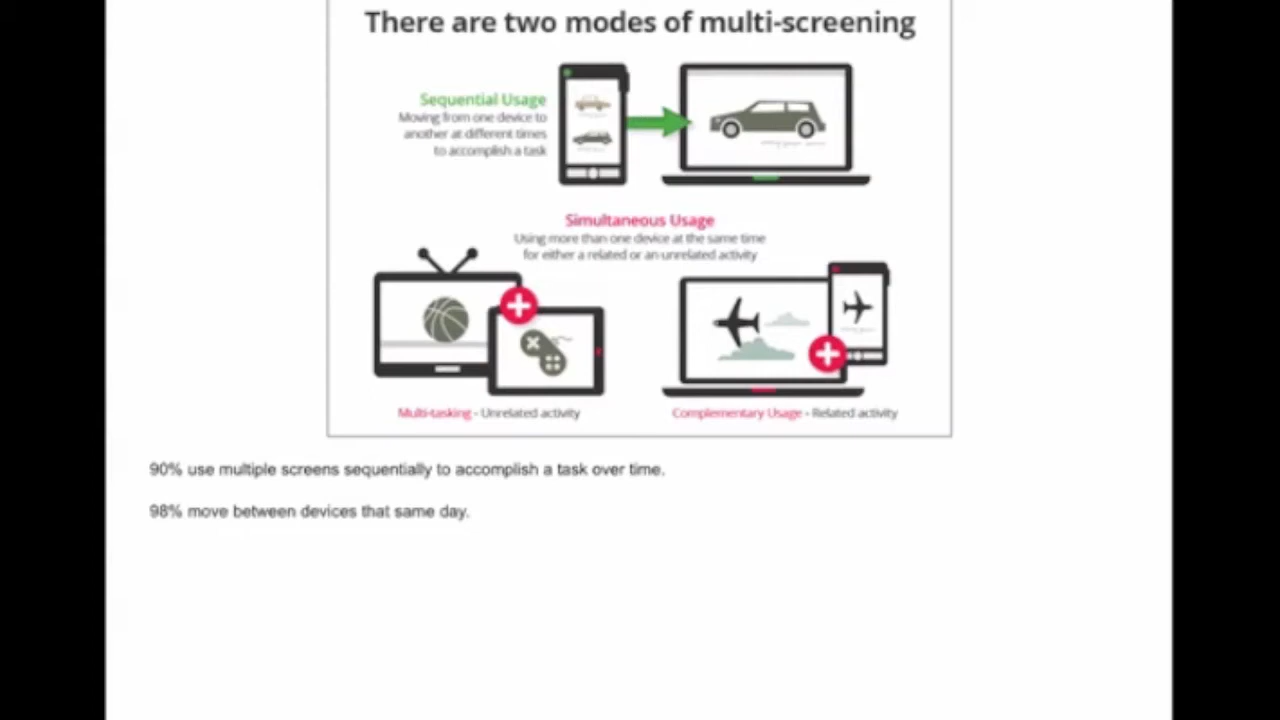 There are two modes of multi-screening
Sequential Usage
Moving from one device to
another at different times
to accomplish a task
Simultaneous Usage
Using more than one device at the same time
for either a related or an unrelated activity
Multi-tasking - Unrelated activity
Complementary Usage - Related activity
90% use multiple screens sequentially to accomplish a task over time.
98% move between devices that same day.